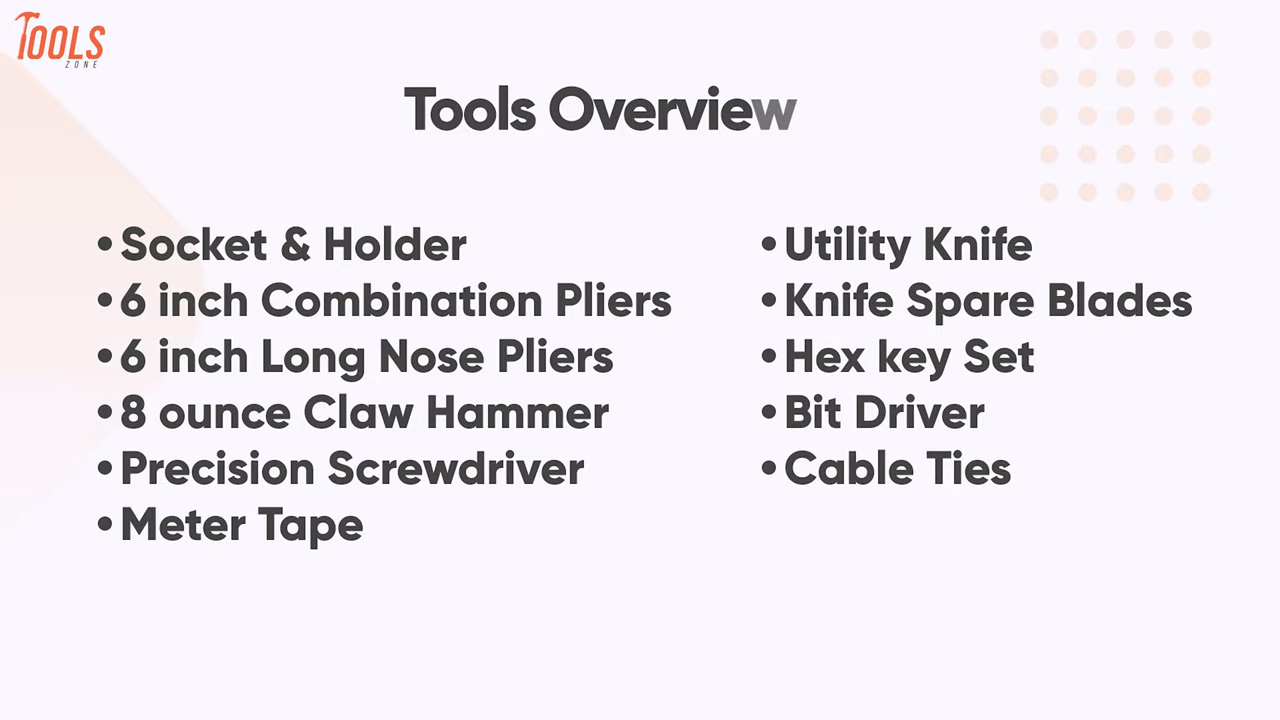 TOOLS
ZONE
Tools Overview
•Socket & Holder
•6 inch Combination Pliers
•6 inch Long Nose Pliers
•8 ounce Claw Hammer
•Precision Screwdriver
•Meter Tape
•Utility Knife
•Knife Spare Blades
•Hex key Set
•Bit Driver
•Cable Ties